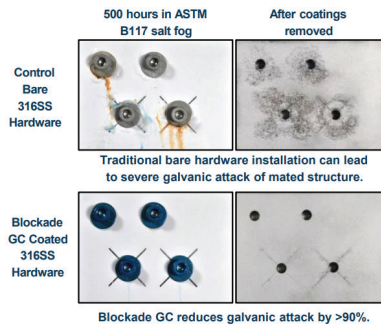 500 hours in ASTM
B117 salt fog
After coatings
removed
Control
Bare
316SS
Hardware
Traditional bare hardware installation can lead
to severe galvanic attack of mated structure.
Blockade
GC Coated
316SS
Hardware
Blockade GC reduces galvanic attack by >90%.